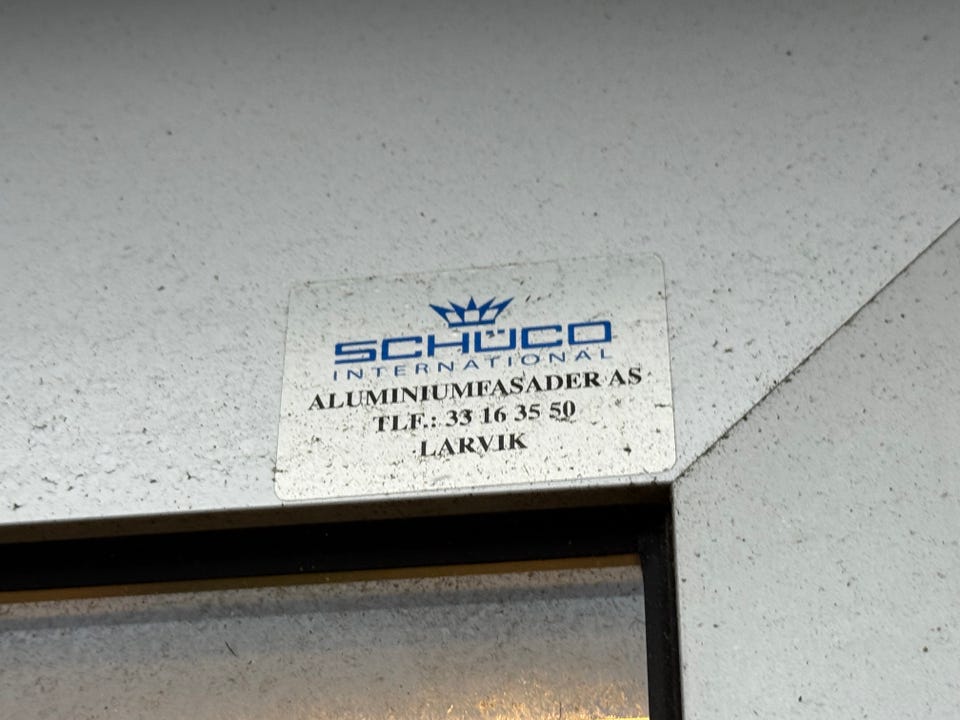 SCHÜCO
INTERNATIONAL
ALUMINIUMFASADER AS
TLF.: 33 16 35 50
LARVIK